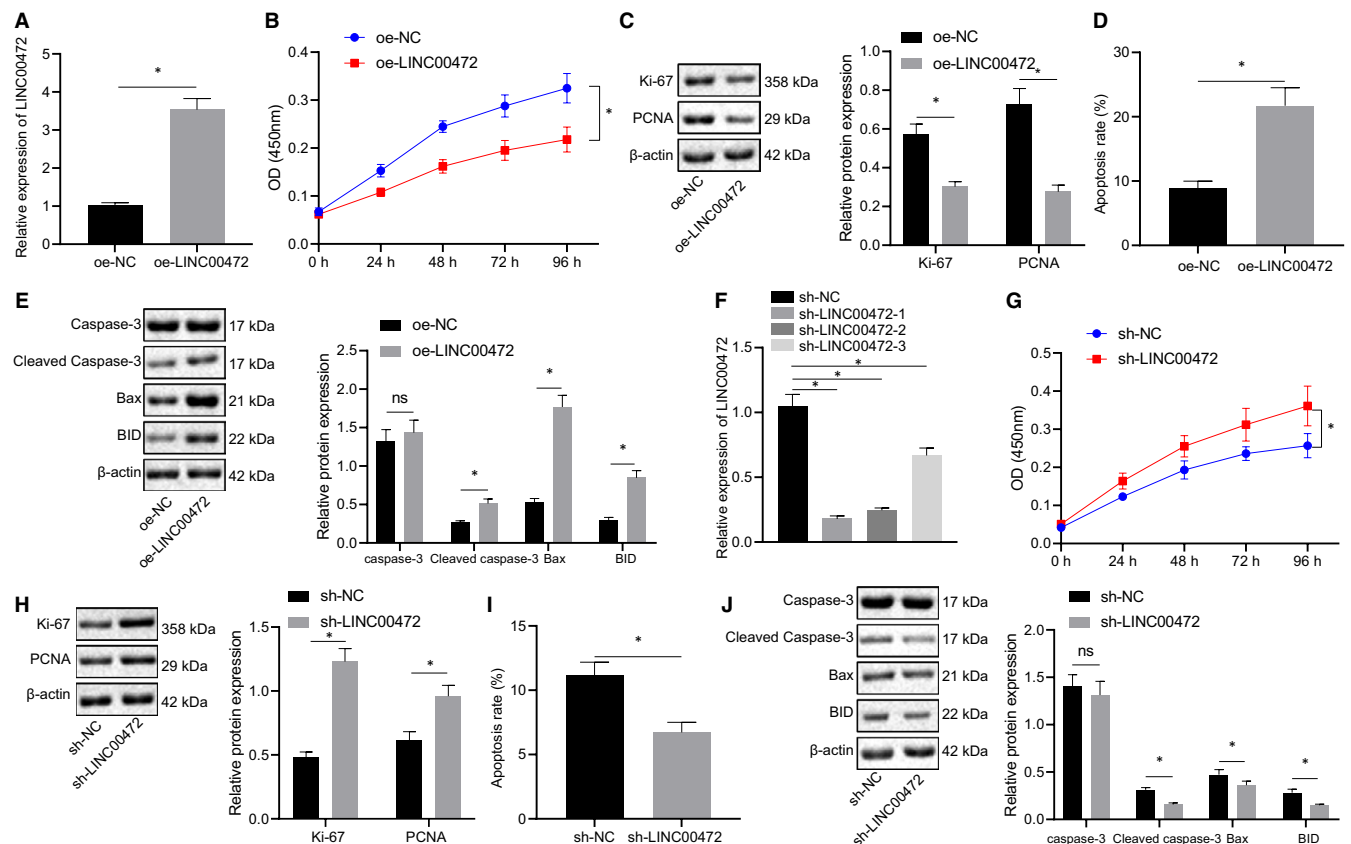 A
Relative expression of LINC00472
5
4
3
2
1
0
*
oe-NC
oe-LINC00472
B
oe-NC
oe-LINC00472
OD (450nm)
0.4
0.3
0.2
0.1
0.0
*
0 h
24 h
48 h
72 h
96 h
C
Ki-67
358 kDa
PCNA
29 kDa
β-actin
42 kDa
oe-NC
oe-LINC00472
oe-NC
oe-LINC00472
Relative protein expression
0.8
0.6
0.4
0.2
0.0
*
*
Ki-67
PCNA
D
Apoptosis rate (%)
30
20
10
0
*
oe-NC
oe-LINC00472
E
Caspase-3
17 kDa
Cleaved Caspase-3
17 kDa
Bax
21 kDa
BID
22 kDa
β-actin
42 kDa
oe-NC
oe-LINC00472
oe-NC
oe-LINC00472
Relative protein expression
2.5
2.0
1.5
1.0
0.5
0.0
ns
*
*
*
caspase-3
Cleaved caspase-3
Bax
BID
F
sh-NC
sh-LINC00472-1
sh-LINC00472-2
sh-LINC00472-3
Relative expression of LINC00472
1.5
1.0
0.5
0.0
*
*
*
G
sh-NC
sh-LINC00472
OD (450nm)
0.5
0.4
0.3
0.2
0.1
0.0
*
0 h
24 h
48 h
72 h
96 h
H
Ki-67
358 kDa
PCNA
29 kDa
β-actin
42 kDa
sh-NC
sh-LINC00472
sh-NC
sh-LINC00472
Relative protein expression
1.5
1.0
0.5
0.0
*
*
Ki-67
PCNA
I
Apoptosis rate (%)
15
10
5
0
*
sh-NC
sh-LINC00472
J
Caspase-3
17 kDa
Cleaved Caspase-3
17 kDa
Bax
21 kDa
BID
22 kDa
β-actin
42 kDa
sh-NC
sh-LINC00472
sh-NC
sh-LINC00472
Relative protein expression
2.0
1.5
1.0
0.5
0.0
ns
*
*
*
caspase-3
Cleaved caspase-3
Bax
BID